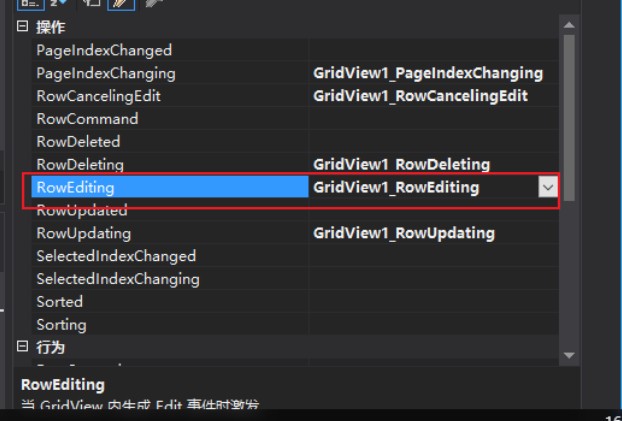 操作
PageIndexChanged
PageIndexChanging GridView1_PageIndexChanging
RowCancelingEdit GridView1_RowCancelingEdit
RowCommand
RowDeleted
RowDeleting GridView1_RowDeleting
RowEditing GridView1_RowEditing
RowUpdated
RowUpdating GridView1_RowUpdating
SelectedIndexChanged
SelectedIndexChanging
Sorted
Sorting
行为
RowEditing
当 GridView 内生成 Edit 事件时激发
16